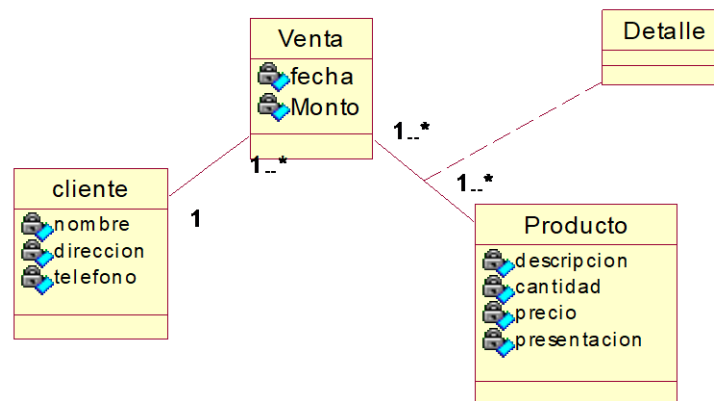 Venta
fecha
Monto
Detalle
1..*
1..*
1
1..*
cliente
nombre
direccion
telefono
Producto
descripcion
cantidad
precio
presentacion